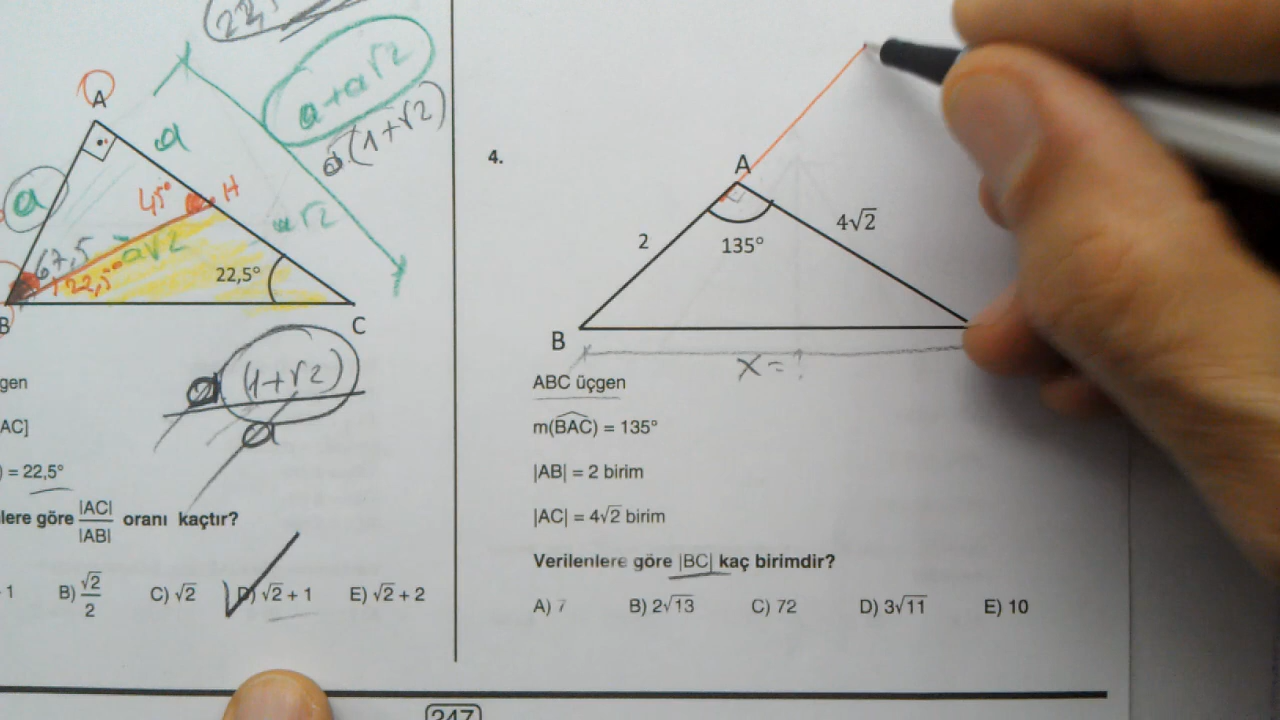 22,
A
a
a
45°
H
67,5
22,5°
a√2
a√2
22,5°
B
C
a+a√2
a.(1+√2)
a (1+√2)
a
gen
AC]
) = 22,5°
lere göre |AC| / |AB| oranı kaçtır?
1 B) √2/2 C) √2 D) √2 + 1 E) √2 + 2
4.
A
2
135°
4√2
B
x = ?
ABC üçgen
m(BAC) = 135°
|AB| = 2 birim
|AC| = 4√2 birim
Verilenlere göre |BC| kaç birimdir?
A) 7 B) 2√13 C) 72 D) 3√11 E) 10
247